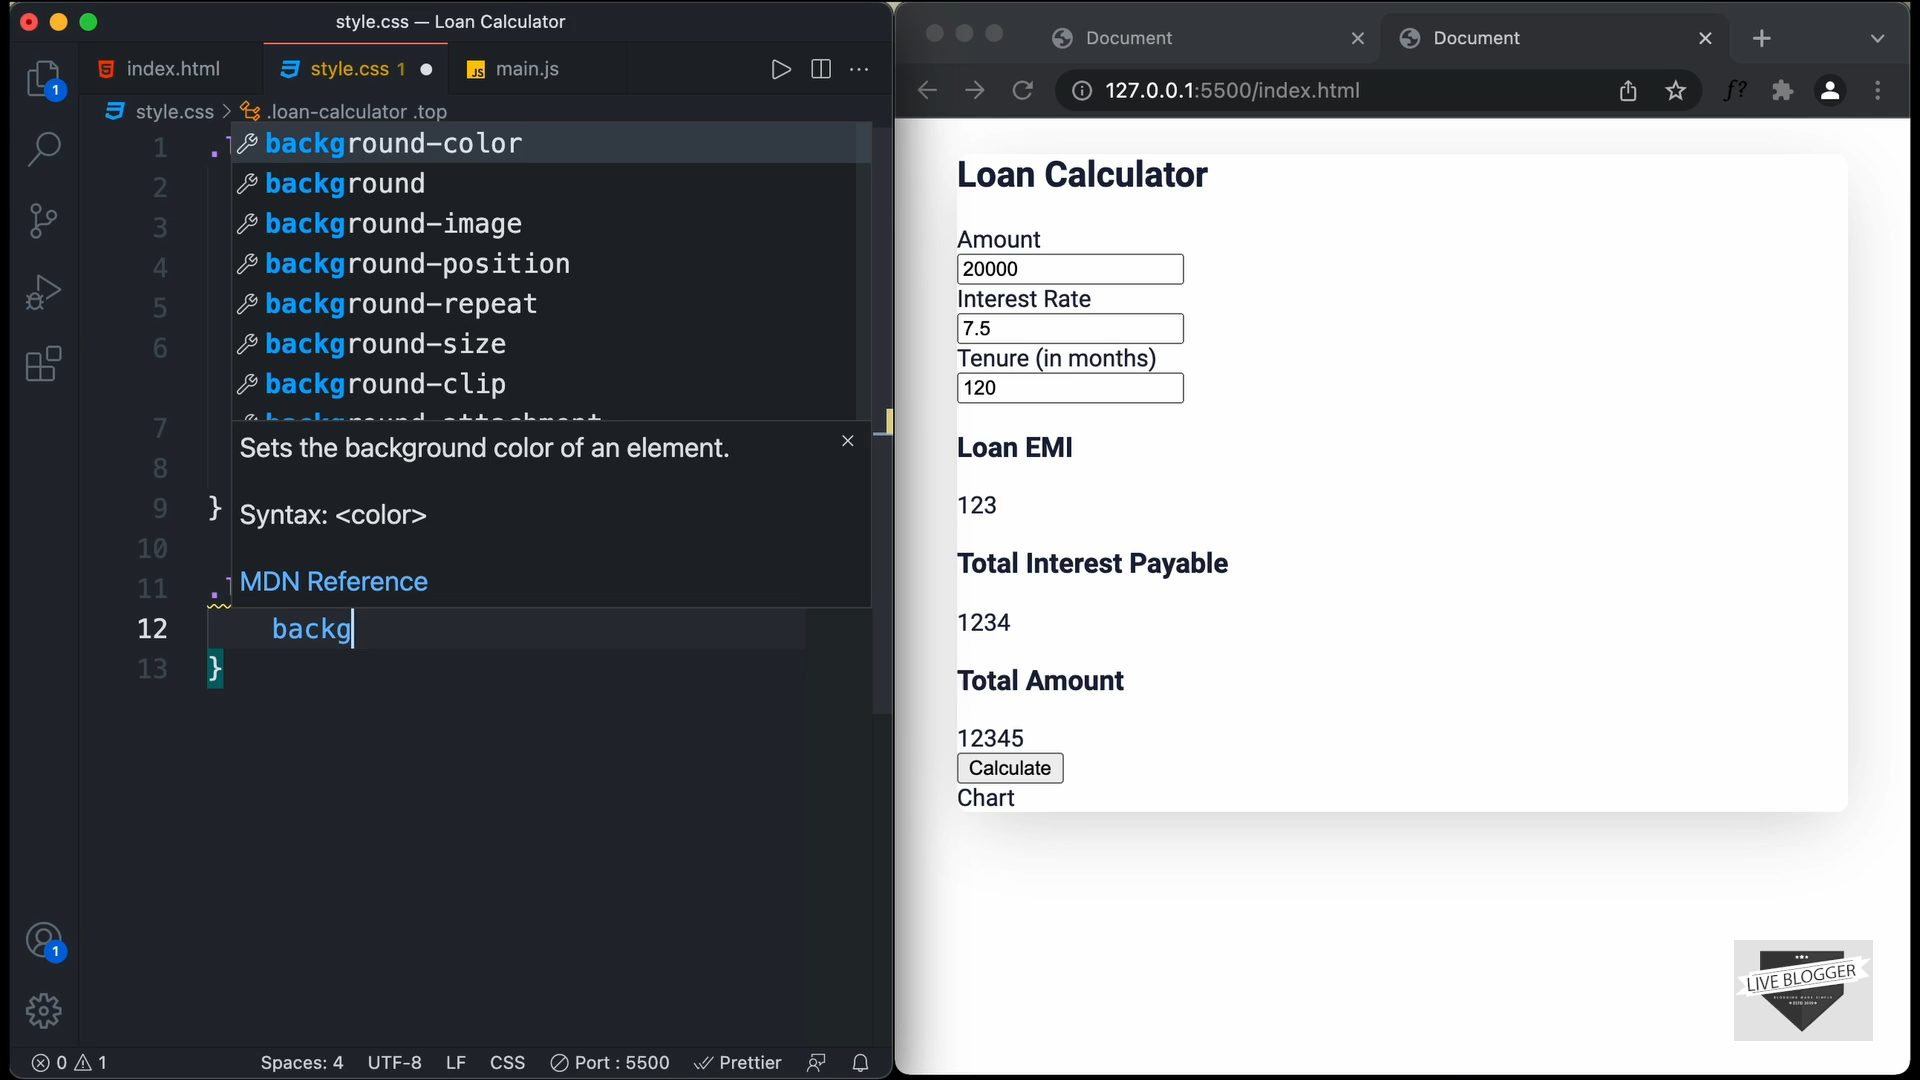 style.css — Loan Calculator
index.html
style.css 1
main.js
style.css > .loan-calculator .top
1
2
3
4
5
6
7
8
9 }
10
11 .
12 backg
13 }
background-color
background
background-image
background-position
background-repeat
background-size
background-clip
background-attachment
Sets the background color of an element.
Syntax: <color>
MDN Reference
1
1
0 1
Spaces: 4
UTF-8
LF
CSS
Port : 5500
Prettier
Document
Document
127.0.0.1:5500/index.html
f?
Loan Calculator
Amount
20000
Interest Rate
7.5
Tenure (in months)
120
Loan EMI
123
Total Interest Payable
1234
Total Amount
12345
Calculate
Chart
LIVE BLOGGER